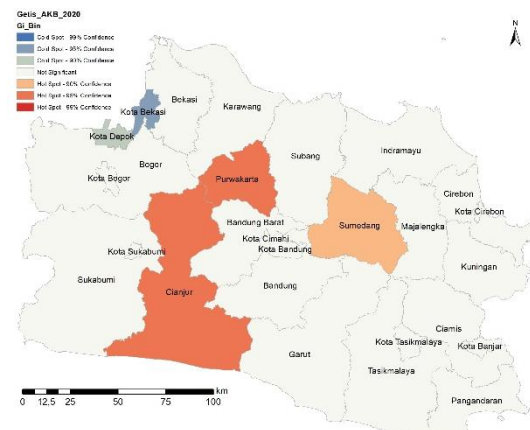 Getis_AKB_2020
Gi_Bin
Cold Spot - 99% Confidence
Cold Spot - 95% Confidence
Cold Spot - 90% Confidence
Not Significant
Hot Spot - 90% Confidence
Hot Spot - 95% Confidence
Hot Spot - 99% Confidence
N
Bekasi
Kota Bekasi
Karawang
Kota Depok
Subang
Indramayu
Bogor
Kota Bogor
Purwakarta
Cirebon
Kota Cirebon
Bandung Barat
Sumedang
Majalengka
Kota Cimahi
Kota Bandung
Kota Sukabumi
Kuningan
Sukabumi
Cianjur
Bandung
Ciamis
Kota Tasikmalaya
Kota Banjar
Garut
Tasikmalaya
Pangandaran
km
0 12.5 25 50 75 100